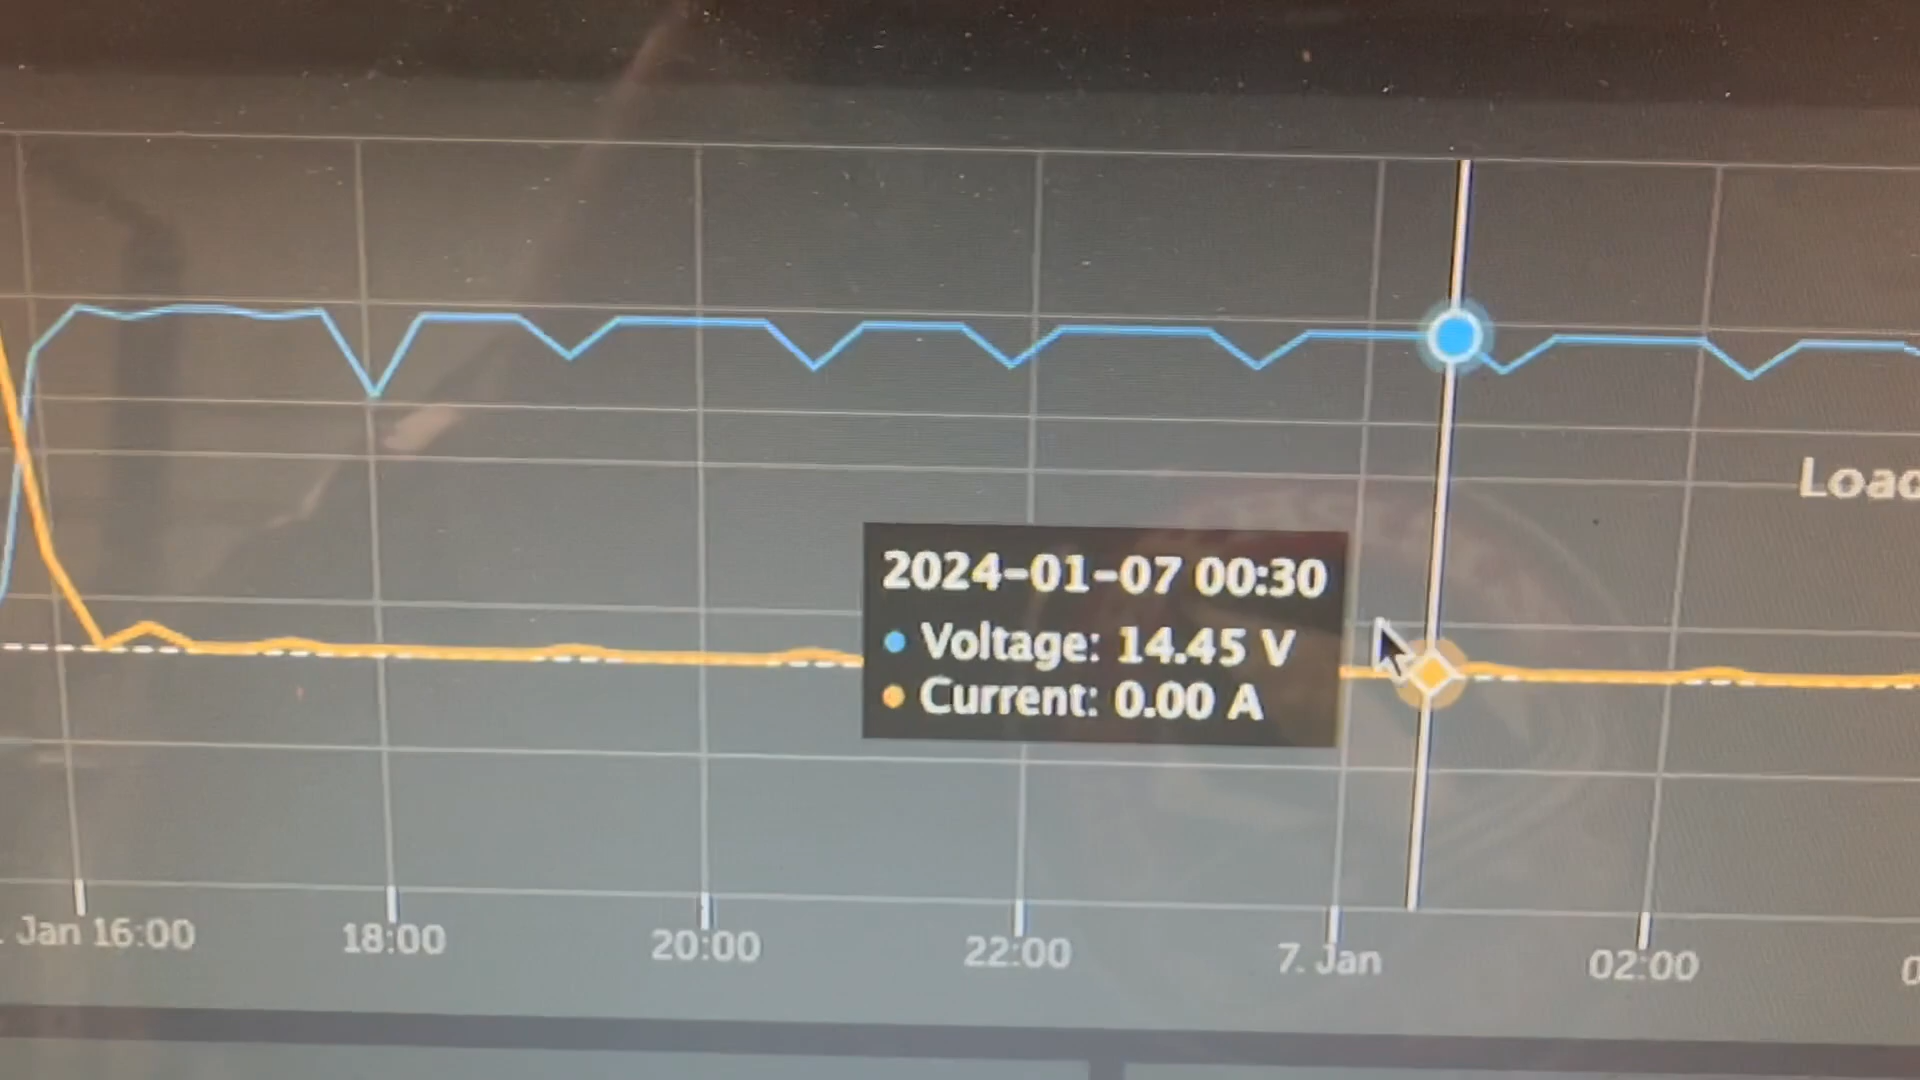 Load
2024-01-07 00:30
Voltage: 14.45 V
Current: 0.00 A
. Jan 16:00
18:00
20:00
22:00
7. Jan
02:00